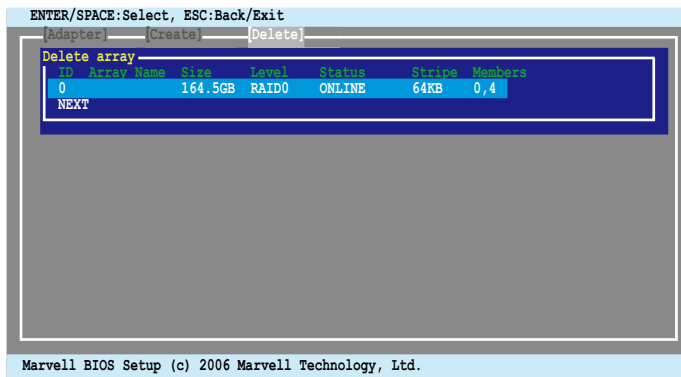 ENTER/SPACE:Select, ESC:Back/Exit
[Adapter] [Create] [Delete]
Delete array
ID Array Name Size Level Status Stripe Members
0 164.5GB RAID0 ONLINE 64KB 0,4
NEXT
Marvell BIOS Setup (c) 2006 Marvell Technology, Ltd.